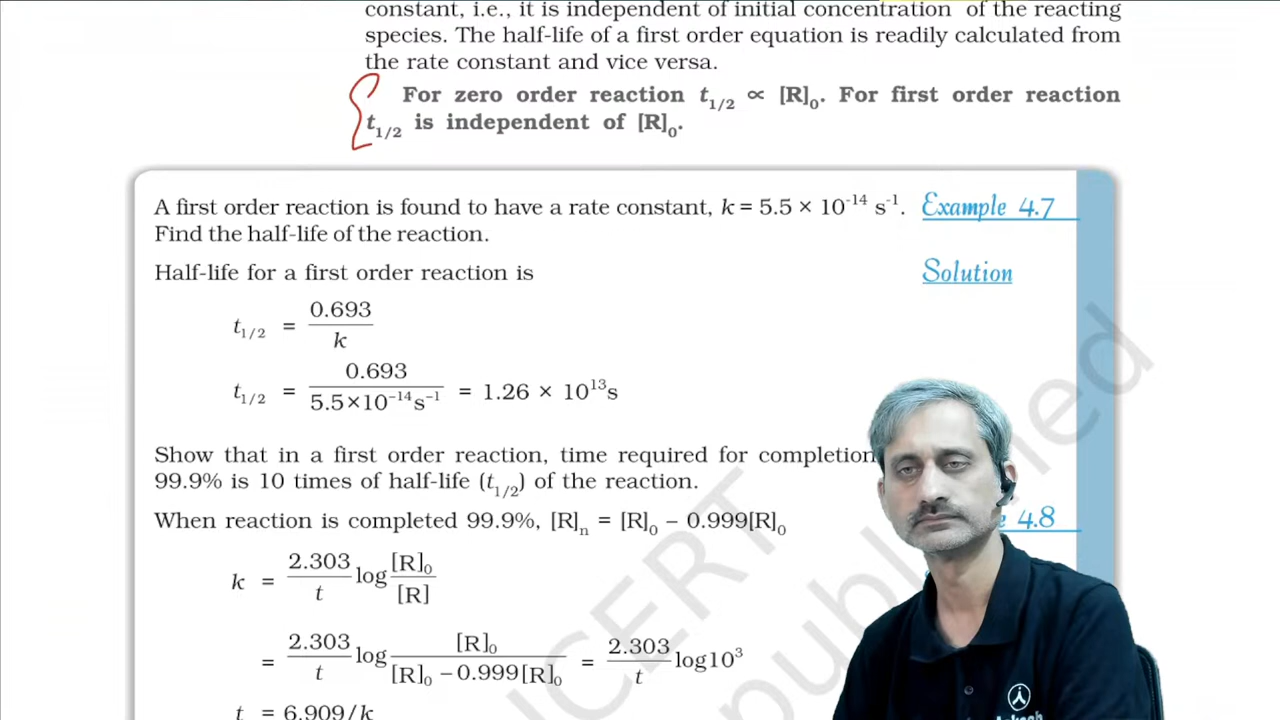 constant, i.e., it is independent of initial concentration of the reacting
species. The half-life of a first order equation is readily calculated from
the rate constant and vice versa.
For zero order reaction t1/2 ∝ [R]0. For first order reaction
t1/2 is independent of [R]0.
A first order reaction is found to have a rate constant, k = 5.5 × 10⁻¹⁴ s⁻¹.
Find the half-life of the reaction.
Example 4.7
Half-life for a first order reaction is
Solution
t1/2 = 0.693 / k
t1/2 = 0.693 / 5.5×10⁻¹⁴s⁻¹ = 1.26 × 10¹³s
Show that in a first order reaction, time required for completion
99.9% is 10 times of half-life (t1/2) of the reaction.
4.8
When reaction is completed 99.9%, [R]n = [R]0 – 0.999[R]0
k = 2.303 / t log [R]0 / [R]
= 2.303 / t log [R]0 / [R]0 – 0.999[R]0 = 2.303 / t log10³
t = 6.909/k
NCERT